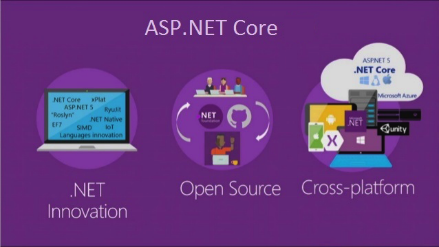 ASP.NET Core
.NET Core xPlat
ASP.NET 5 RyuJit
"Roslyn" .NET Native
EF7 SIMD IoT
Languages innovation
.NET
Innovation
.NET
Open Source
ASP.NET 5
.NET Core
Microsoft Azure
.NET
unity
Cross-platform